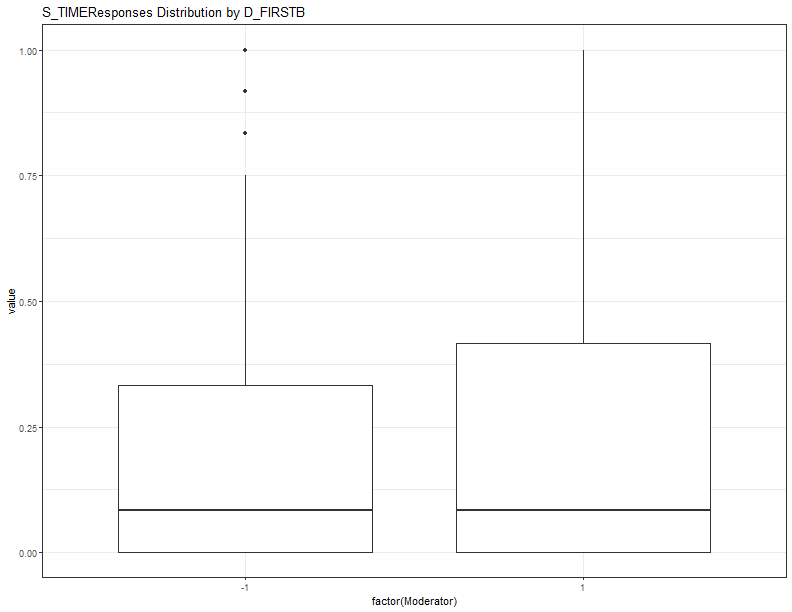 S_TIMEResponses Distribution by D_FIRSTB
1.00
0.75
0.50
0.25
0.00
value
-1
1
factor(Moderator)